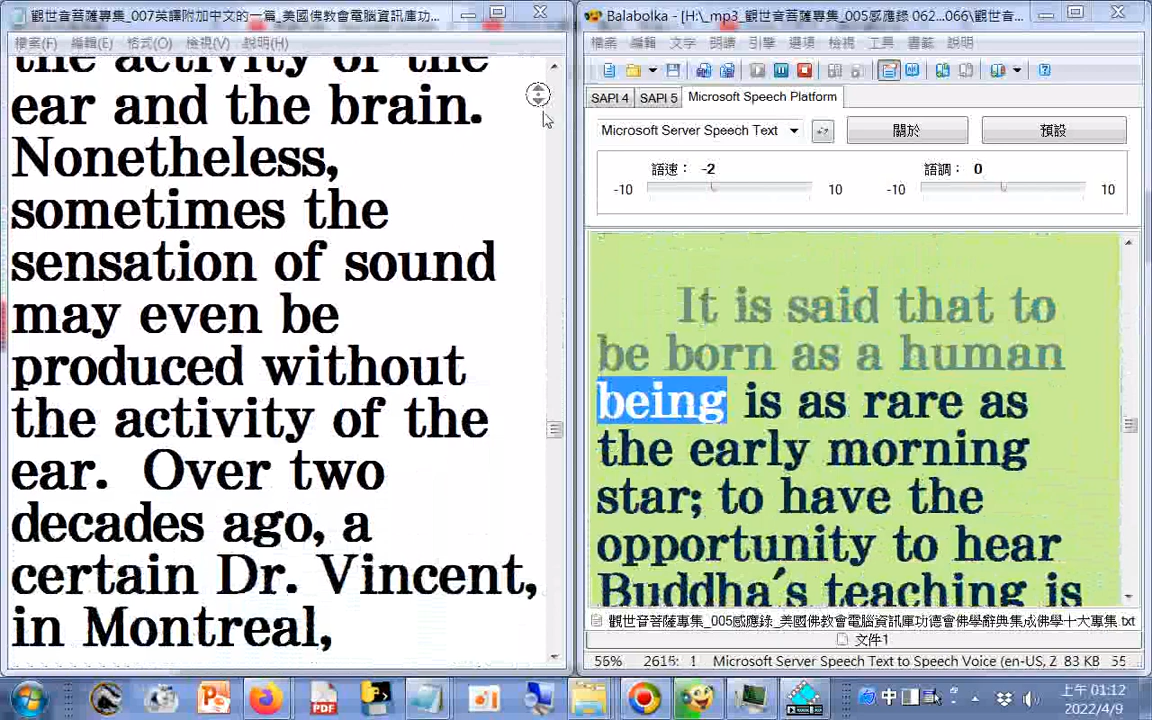 觀世音菩薩專集_007英譯附加中文的一篇_美國佛教會電腦資訊庫功...
檔案(F) 編輯(E) 格式(O) 檢視(V) 說明(H)
the activity of the
ear and the brain.
Nonetheless,
sometimes the
sensation of sound
may even be
produced without
the activity of the
ear. Over two
decades ago, a
certain Dr. Vincent,
in Montreal,
Balabolka - [H:\_mp3_觀世音菩薩專集_005感應錄 062...066\觀世音...
檔案 編輯 文字 朗讀 引擎 選項 檢視 工具 書籤 說明
SAPI 4 SAPI 5 Microsoft Speech Platform
Microsoft Server Speech Text 關於 預設
語速： -2 語調： 0
-10 10 -10 10
It is said that to
be born as a human
being is as rare as
the early morning
star; to have the
opportunity to hear
Buddha's teaching is
觀世音菩薩專集_005感應錄_美國佛教會電腦資訊庫功德會佛學辭典集成佛學十大專集 txt
文件1
56% 2615: 1 Microsoft Server Speech Text to Speech Voice (en-US, Z 83 KB 55
中 上午 01:12
2022/4/9